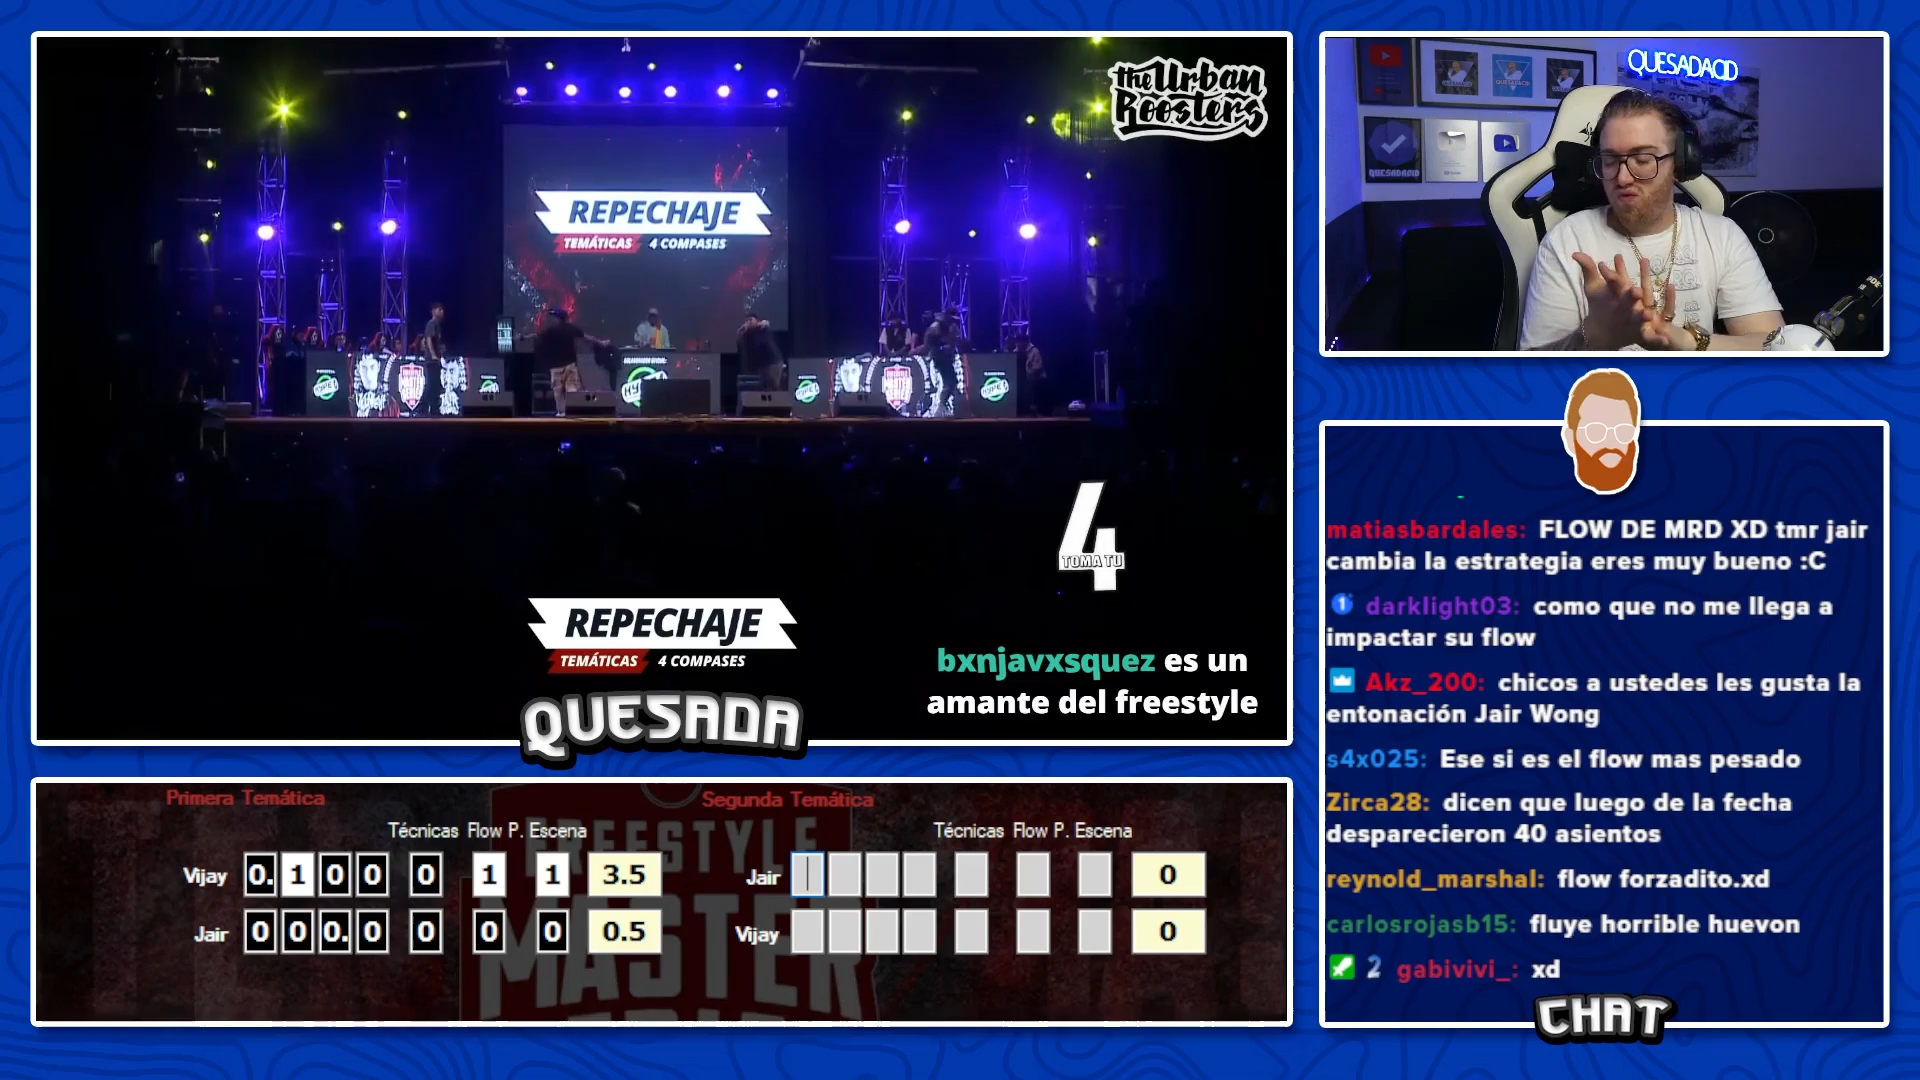 the Urban
Roosters
REPECHAJE
TEMÁTICAS 4 COMPASES
4
TOMA TU
REPECHAJE
TEMÁTICAS 4 COMPASES
QUESADA
bxnjavxsquez es un
amante del freestyle
QUESADACID
QUESADACID
matiasbardales: FLOW DE MRD XD tmr jair
cambia la estrategia eres muy bueno :C
1 darklight03: como que no me llega a
impactar su flow
Akz_200: chicos a ustedes les gusta la
entonación Jair Wong
s4x025: Ese si es el flow mas pesado
Zirca28: dicen que luego de la fecha
desparecieron 40 asientos
reynold_marshal: flow forzadito.xd
carlosrojasb15: fluye horrible huevon
2 gabivivi_: xd
CHAT
Primera Temática
Técnicas Flow P. Escena
Vijay 0. 1 0 0 0 1 1 3.5
Jair 0 0 0. 0 0 0 0 0.5
Segunda Temática
Técnicas Flow P. Escena
Jair 0
Vijay 0
FREESTYLE
MASTER